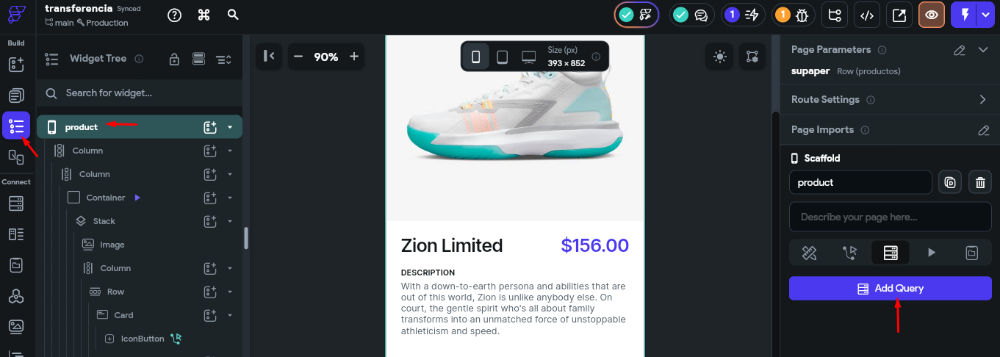 transferencia Synced
main Production
1
1
Build
Connect
Widget Tree
Search for widget...
product
Column
Column
Container
Stack
Image
Column
Row
Card
IconButton
90%
Size (px)
393 × 852
Zion Limited $156.00
DESCRIPTION
With a down-to-earth persona and abilities that are
out of this world, Zion is unlike anybody else. On
court, the gentle spirit who's all about family
transforms into an unmatched force of unstoppable
athleticism and speed.
Page Parameters
supaper Row (productos)
Route Settings
Page Imports
Scaffold
product
Describe your page here...
Add Query